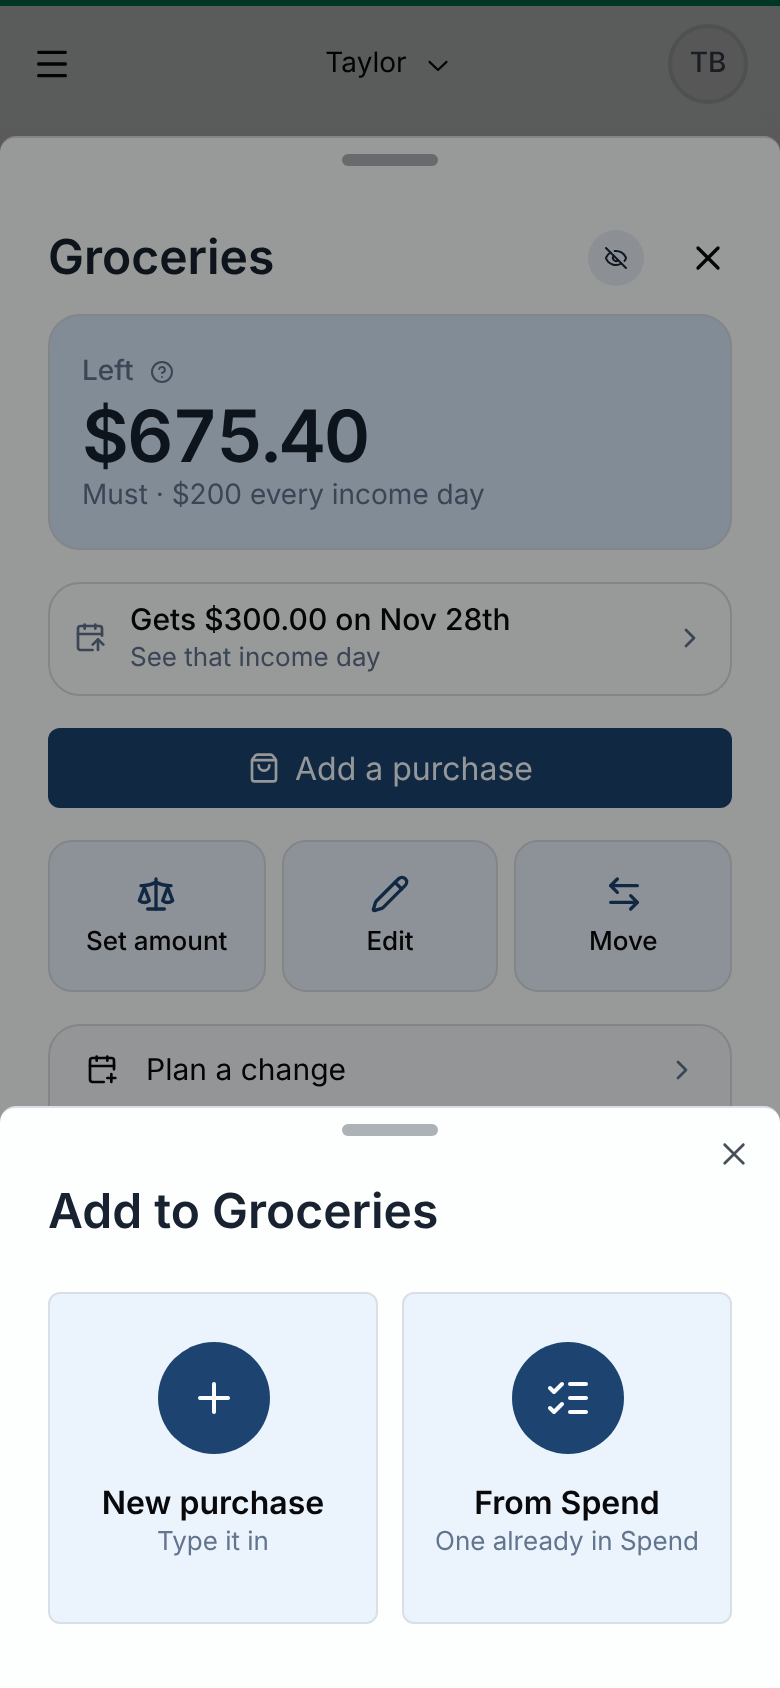 Taylor
TB
Groceries
Left
$675.40
Must · $200 every income day
Gets $300.00 on Nov 28th
See that income day
Add a purchase
Set amount
Edit
Move
Plan a change
Add to Groceries
New purchase
Type it in
From Spend
One already in Spend